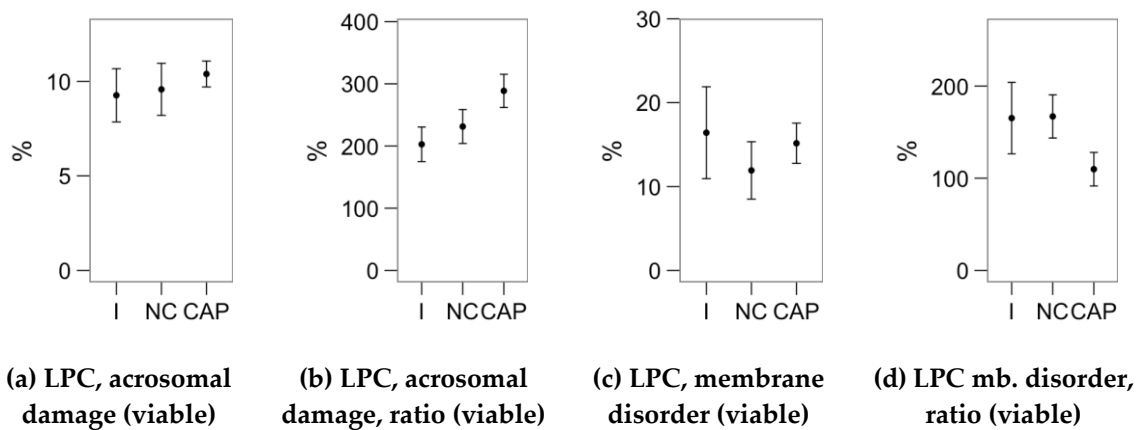 10
5
0
%
I NC CAP
400
300
200
100
0
%
I NC CAP
30
20
10
0
%
I NC CAP
200
100
0
%
I NC CAP
(a) LPC, acrosomal
damage (viable)
(b) LPC, acrosomal
damage, ratio (viable)
(c) LPC, membrane
disorder (viable)
(d) LPC mb. disorder,
ratio (viable)